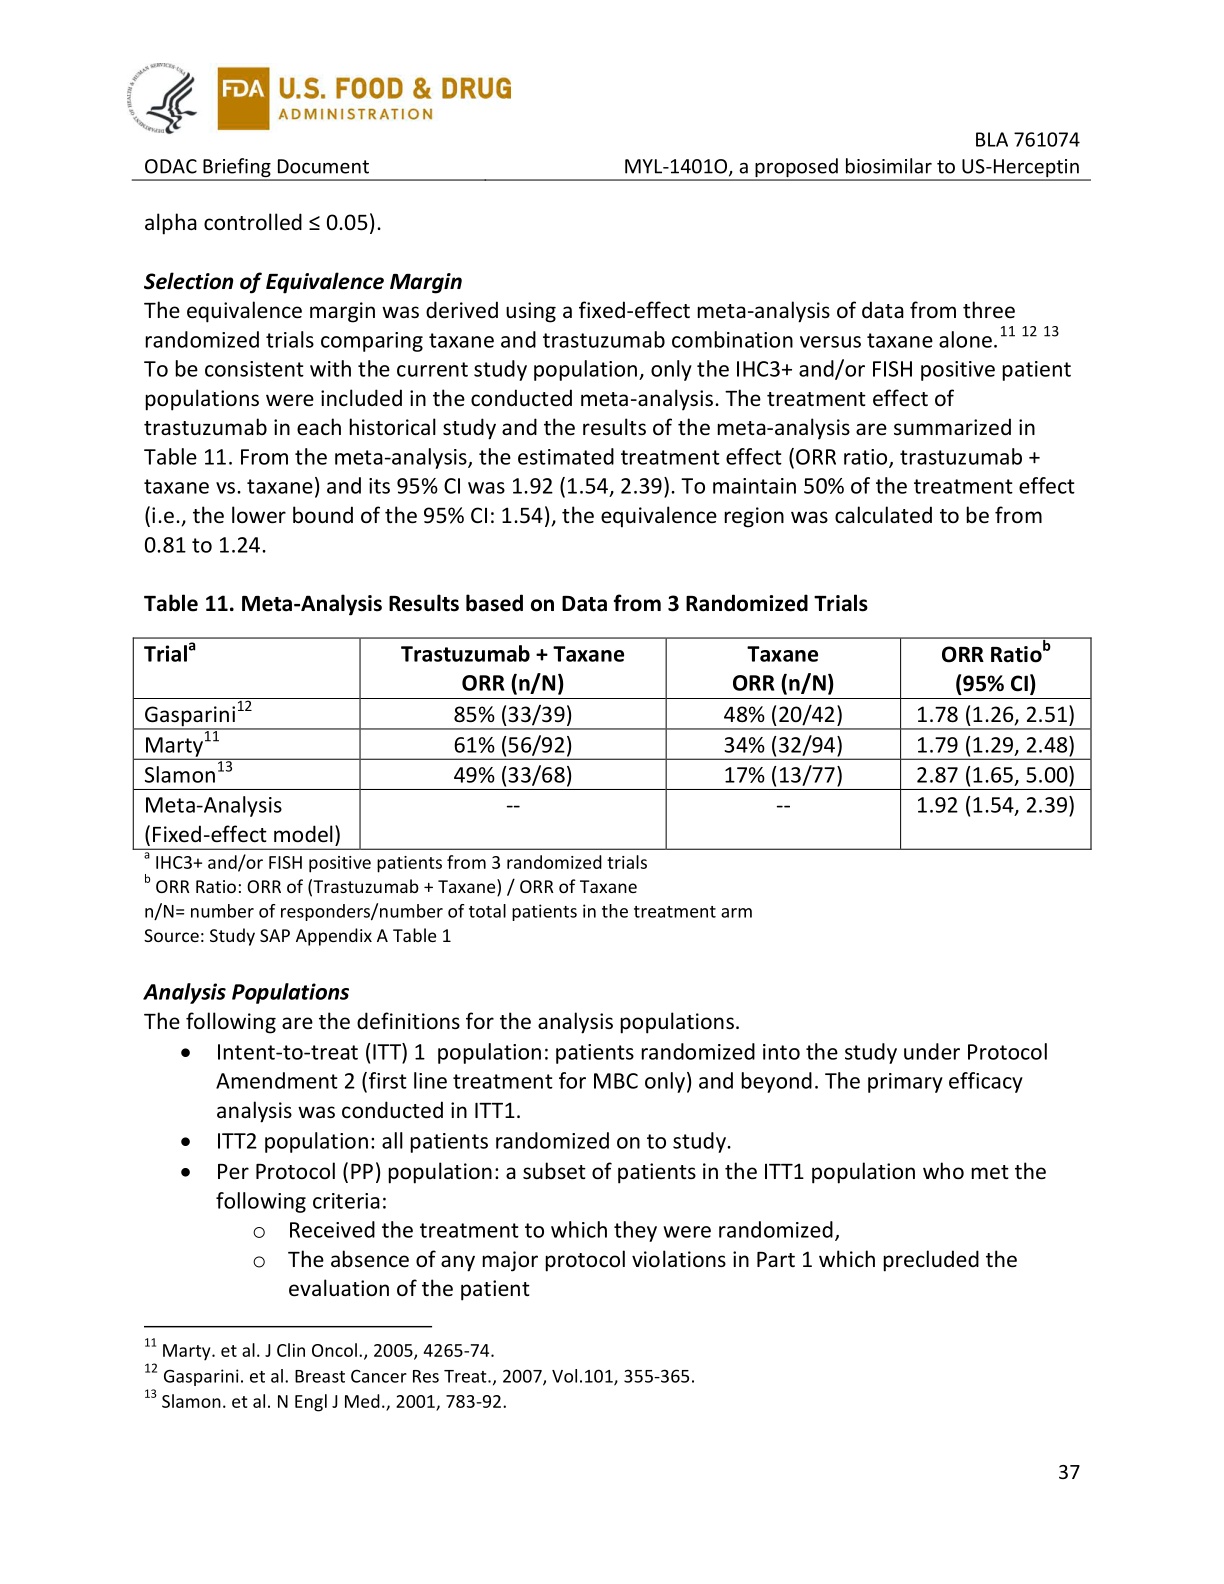 DEPARTMENT OF HEALTH & HUMAN SERVICES·USA
FDA U.S. FOOD & DRUG
ADMINISTRATION
BLA 761074
ODAC Briefing Document MYL-1401O, a proposed biosimilar to US-Herceptin
alpha controlled ≤ 0.05).
Selection of Equivalence Margin
The equivalence margin was derived using a fixed-effect meta-analysis of data from three
randomized trials comparing taxane and trastuzumab combination versus taxane alone.11 12 13
To be consistent with the current study population, only the IHC3+ and/or FISH positive patient
populations were included in the conducted meta-analysis. The treatment effect of
trastuzumab in each historical study and the results of the meta-analysis are summarized in
Table 11. From the meta-analysis, the estimated treatment effect (ORR ratio, trastuzumab +
taxane vs. taxane) and its 95% CI was 1.92 (1.54, 2.39). To maintain 50% of the treatment effect
(i.e., the lower bound of the 95% CI: 1.54), the equivalence region was calculated to be from
0.81 to 1.24.
Table 11. Meta-Analysis Results based on Data from 3 Randomized Trials
Triala Trastuzumab + Taxane Taxane ORR Ratiob
ORR (n/N) ORR (n/N) (95% CI)
Gasparini12 85% (33/39) 48% (20/42) 1.78 (1.26, 2.51)
Marty11 61% (56/92) 34% (32/94) 1.79 (1.29, 2.48)
Slamon13 49% (33/68) 17% (13/77) 2.87 (1.65, 5.00)
Meta-Analysis -- -- 1.92 (1.54, 2.39)
(Fixed-effect model)
a IHC3+ and/or FISH positive patients from 3 randomized trials
b ORR Ratio: ORR of (Trastuzumab + Taxane) / ORR of Taxane
n/N= number of responders/number of total patients in the treatment arm
Source: Study SAP Appendix A Table 1
Analysis Populations
The following are the definitions for the analysis populations.
• Intent-to-treat (ITT) 1 population: patients randomized into the study under Protocol
Amendment 2 (first line treatment for MBC only) and beyond. The primary efficacy
analysis was conducted in ITT1.
• ITT2 population: all patients randomized on to study.
• Per Protocol (PP) population: a subset of patients in the ITT1 population who met the
following criteria:
o Received the treatment to which they were randomized,
o The absence of any major protocol violations in Part 1 which precluded the
evaluation of the patient
11 Marty. et al. J Clin Oncol., 2005, 4265-74.
12 Gasparini. et al. Breast Cancer Res Treat., 2007, Vol.101, 355-365.
13 Slamon. et al. N Engl J Med., 2001, 783-92.
37